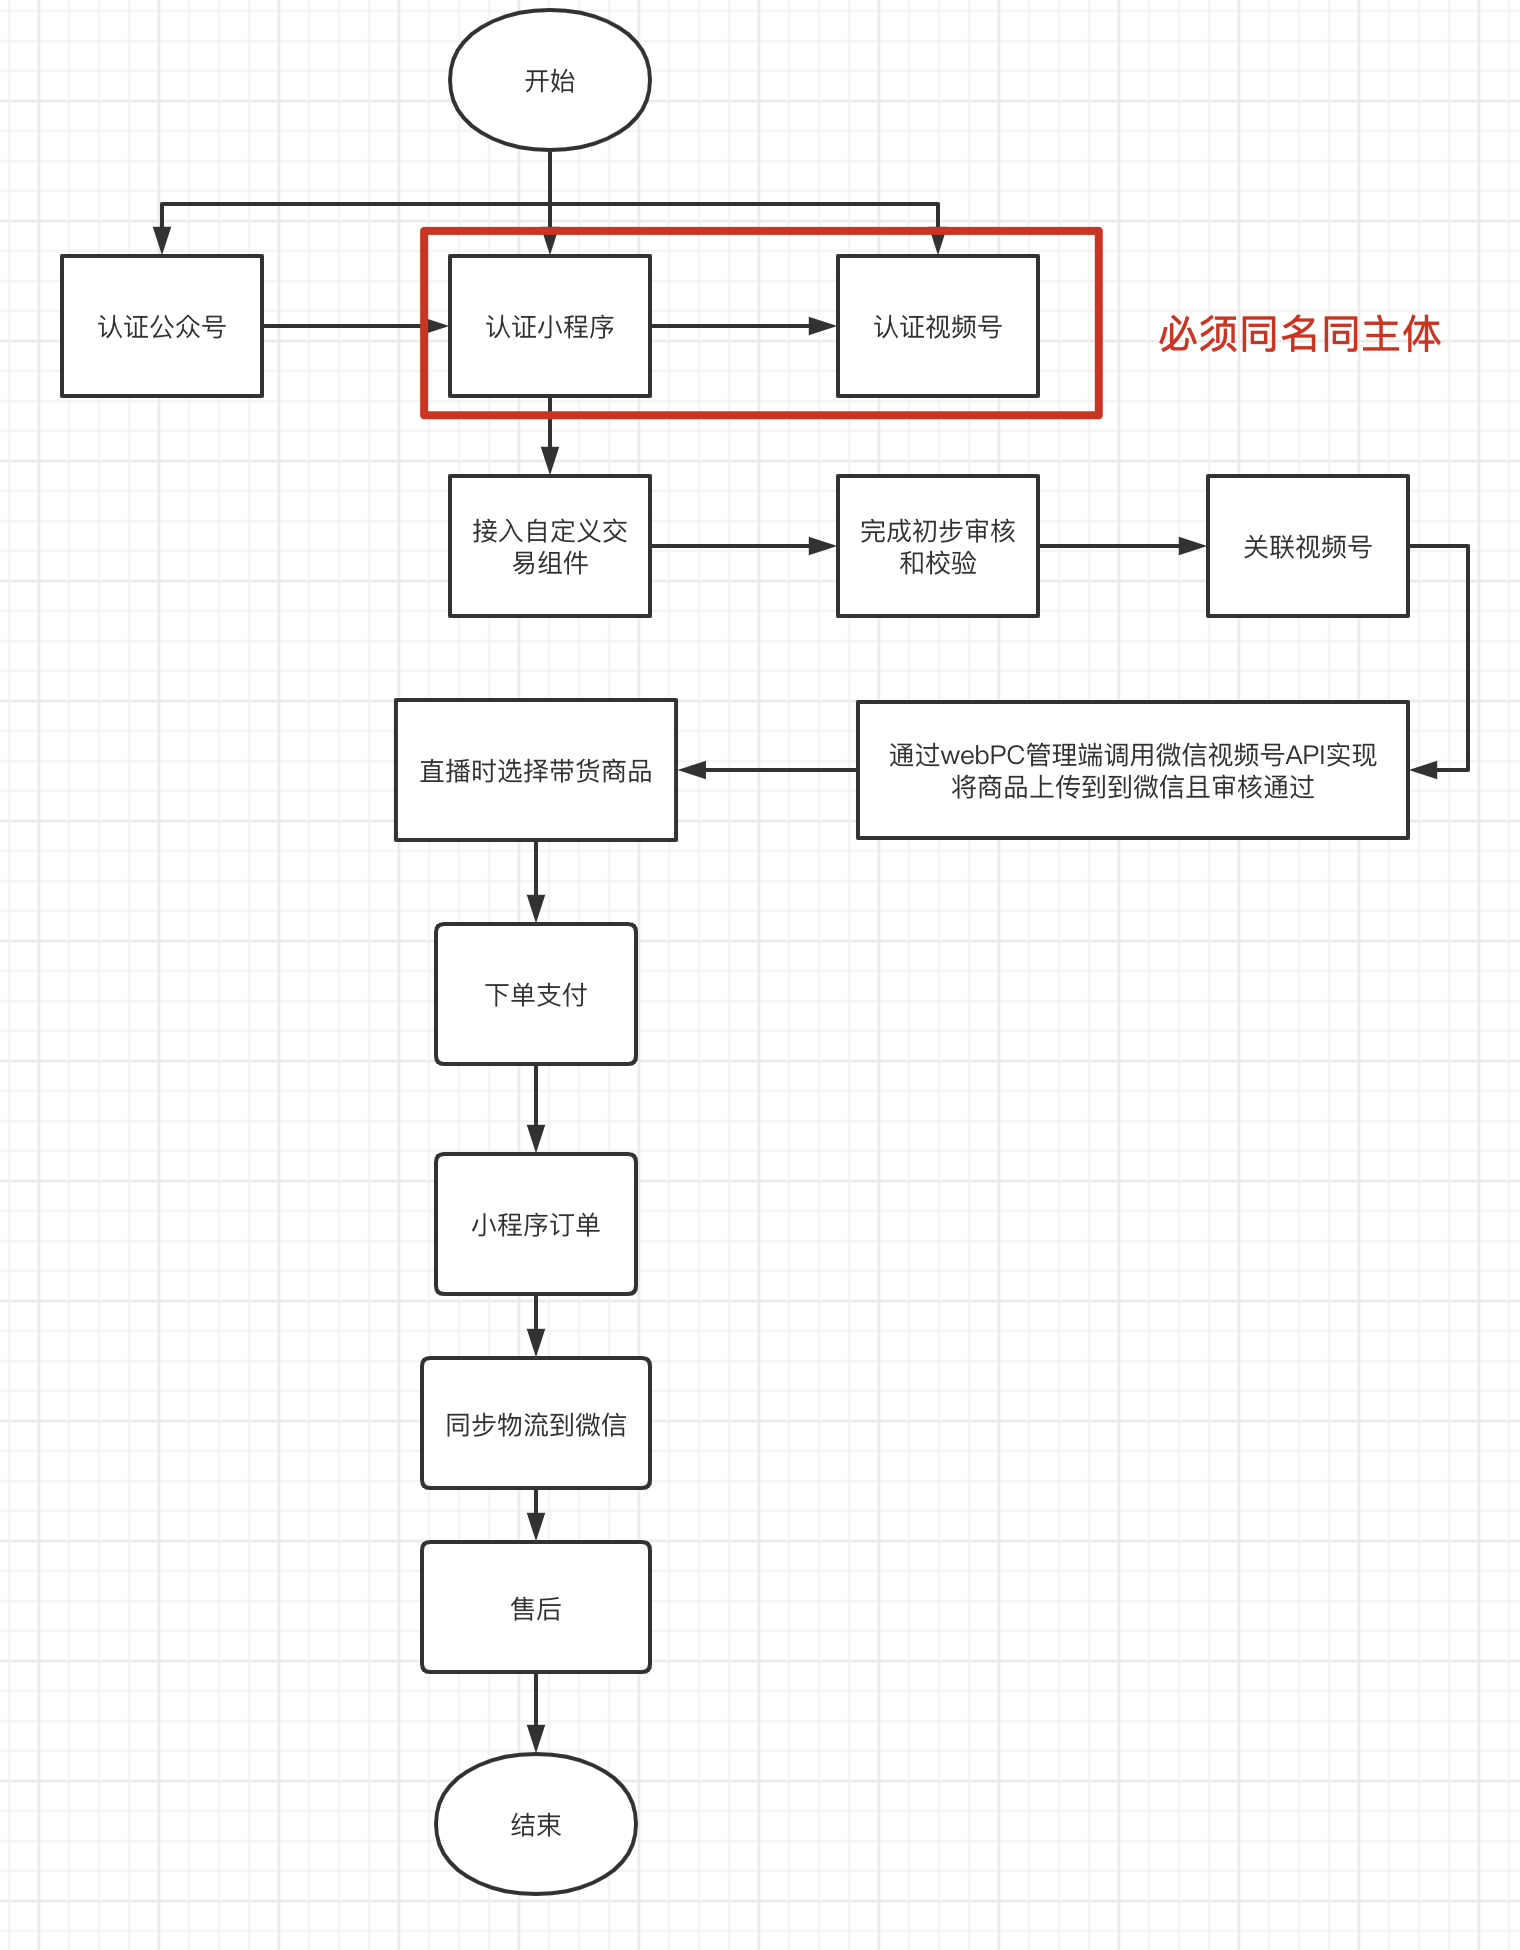 开始
认证公众号
认证小程序
认证视频号
必须同名同主体
接入自定义交
易组件
完成初步审核
和校验
关联视频号
直播时选择带货商品
通过webPC管理端调用微信视频号API实现
将商品上传到到微信且审核通过
下单支付
小程序订单
同步物流到微信
售后
结束